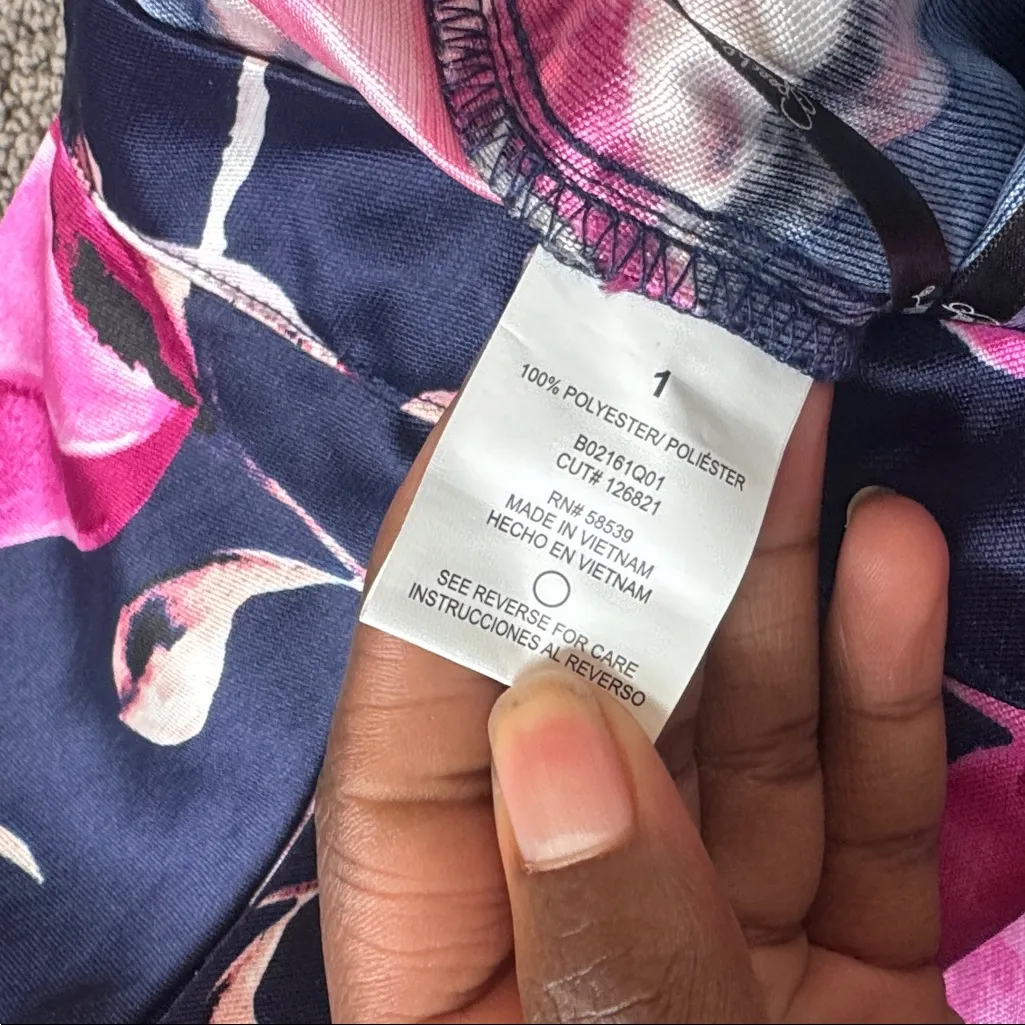 1
100% POLYESTER/ POLIÉSTER
B02161Q01
CUT# 126821
RN# 58539
MADE IN VIETNAM
HECHO EN VIETNAM
SEE REVERSE FOR CARE
INSTRUCCIONES AL REVERSO